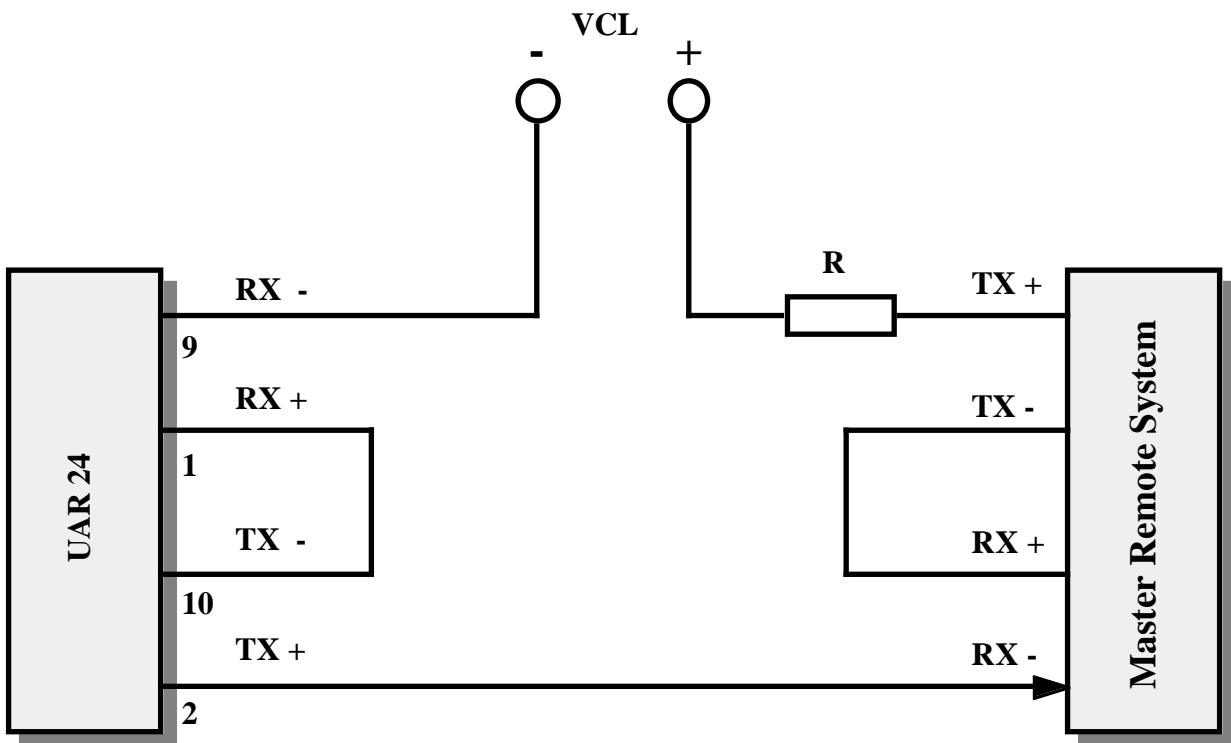 VCL
- +
R
RX -
TX +
9
RX +
TX -
1
TX -
RX +
10
TX +
RX -
2
UAR 24
Master Remote System